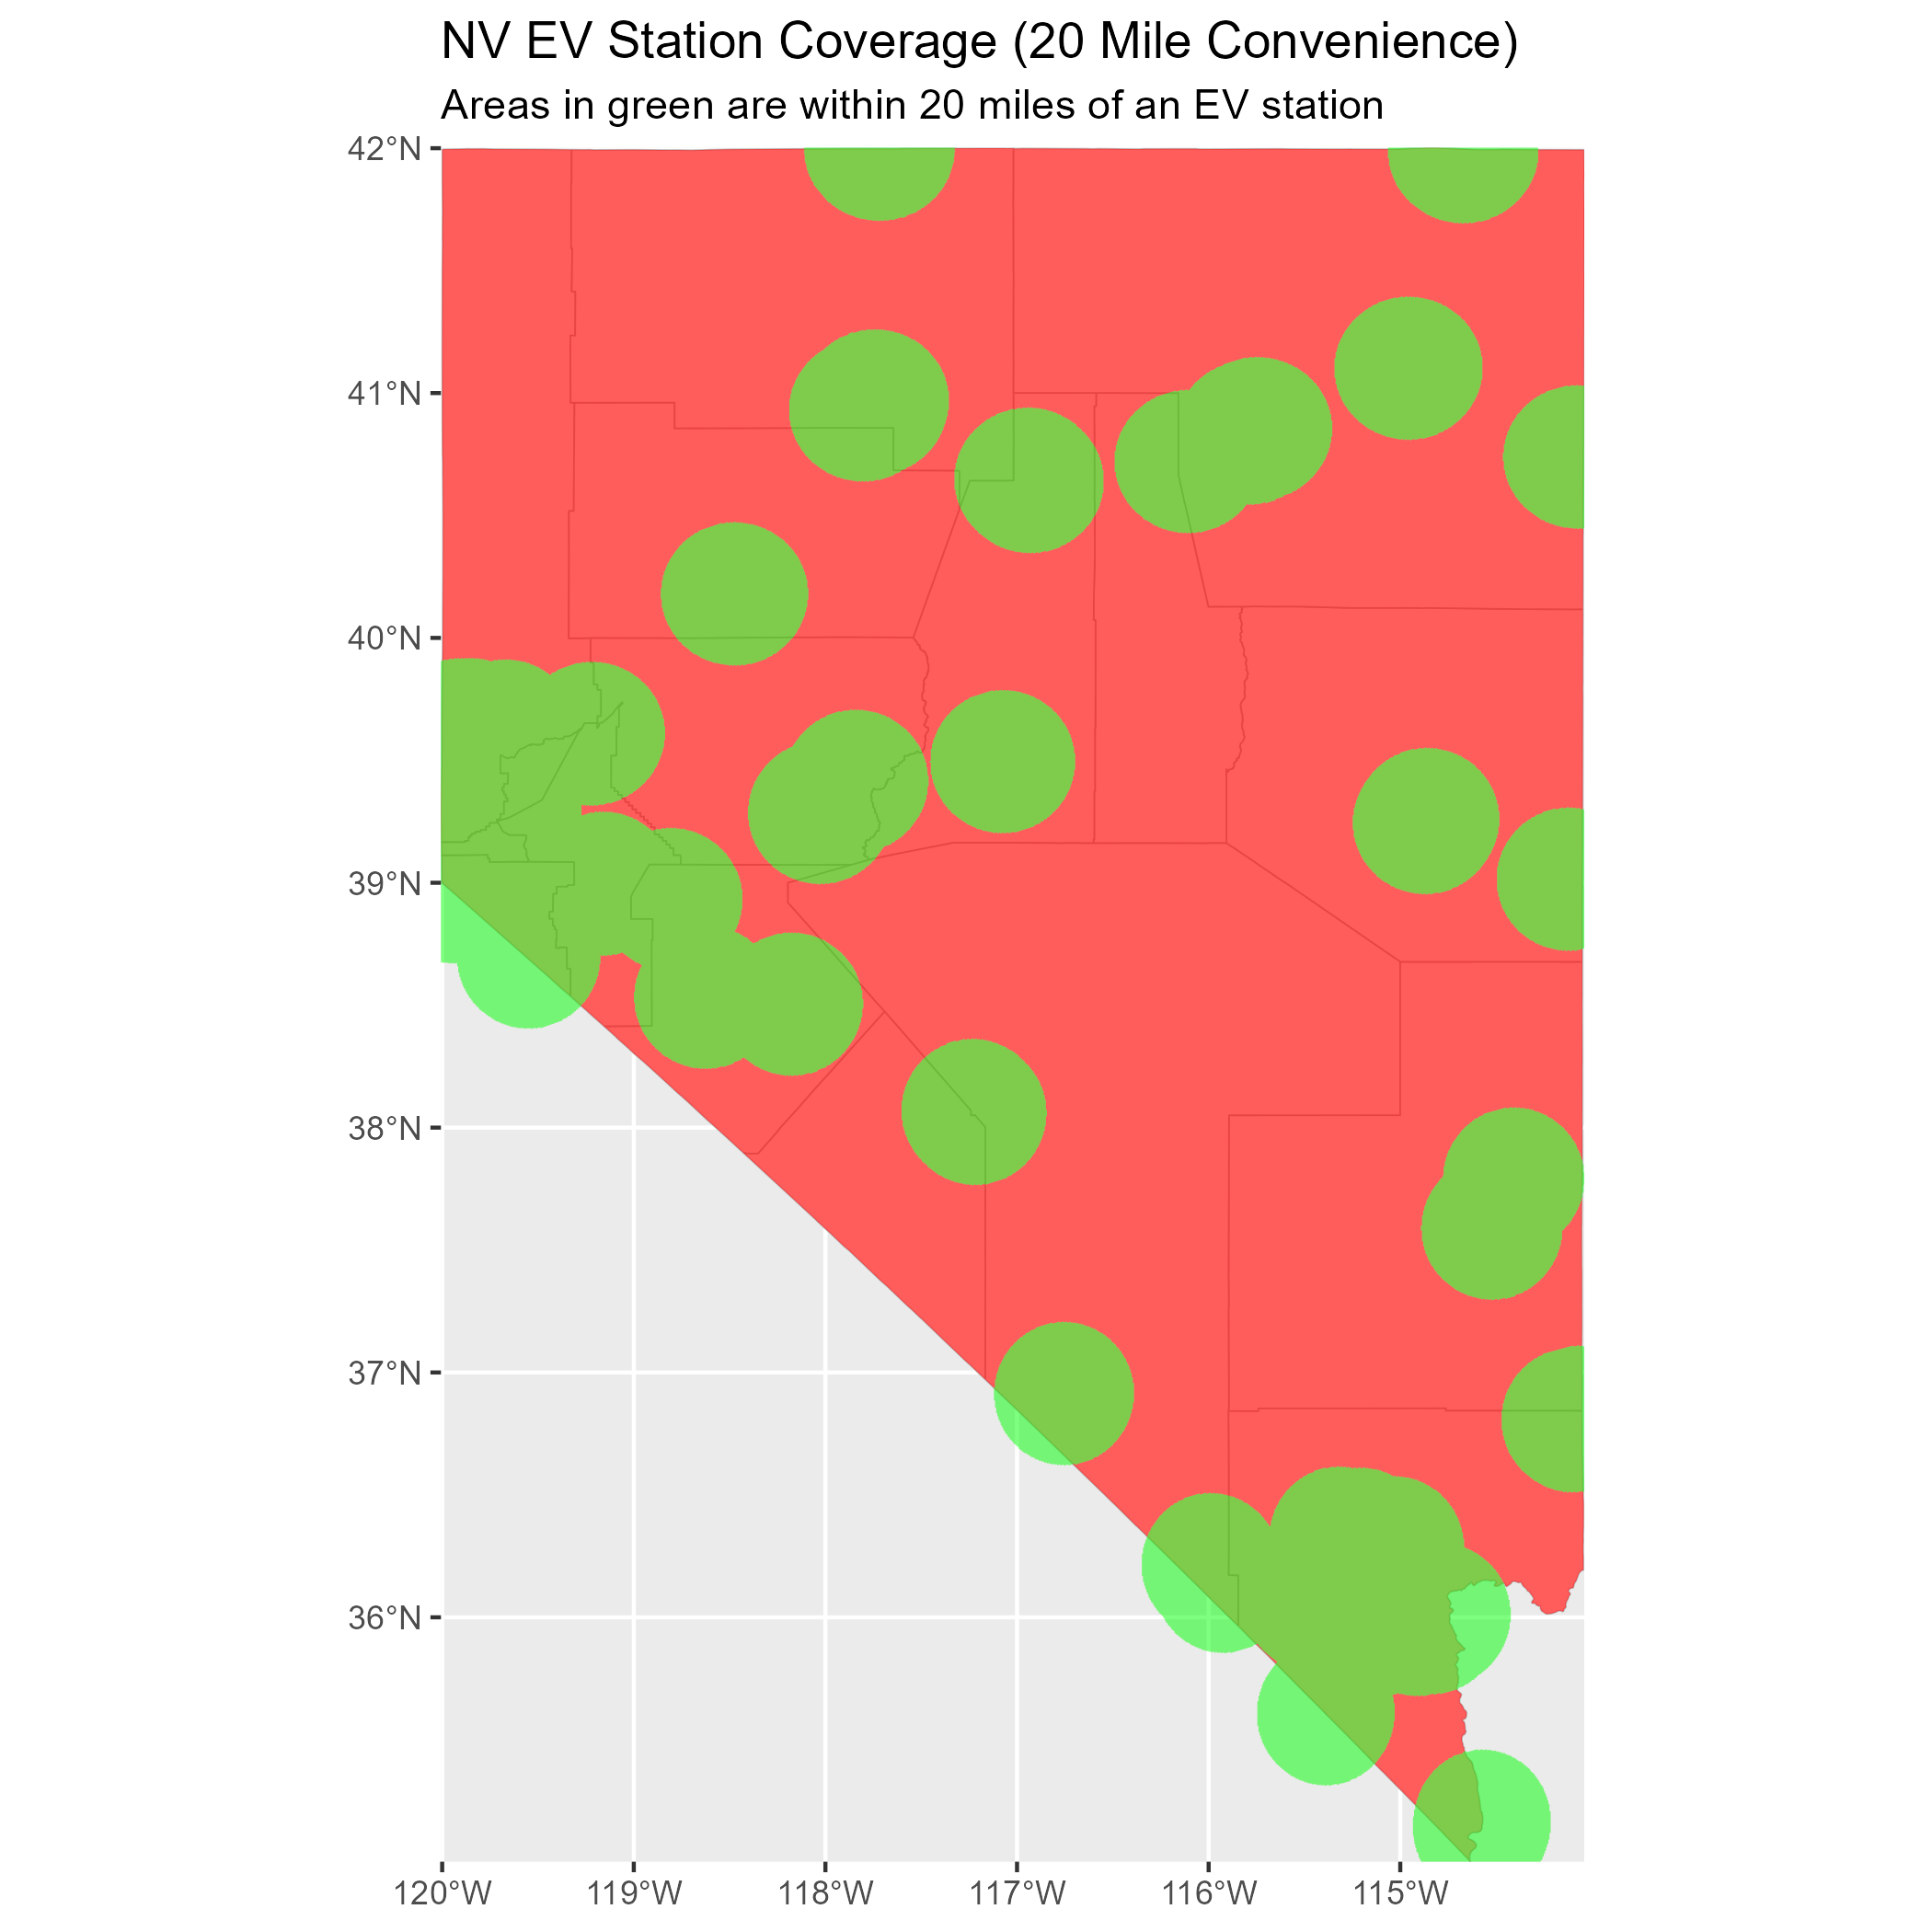 NV EV Station Coverage (20 Mile Convenience)
Areas in green are within 20 miles of an EV station
42°N
41°N
40°N
39°N
38°N
37°N
36°N
120°W 119°W 118°W 117°W 116°W 115°W